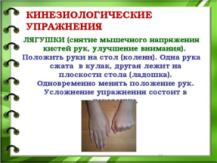 КИНЕЗИОЛОГИЧЕСКИЕ
УПРАЖНЕНИЯ
ЛЯГУШКИ (снятие мышечного напряжения
кистей рук, улучшение внимания).
Положить руки на стол (колени). Одна рука
сжата в кулак, другая лежит на
плоскости стола (ладошка).
Одновременно менять положение рук.
Усложнение упражнения состоит в